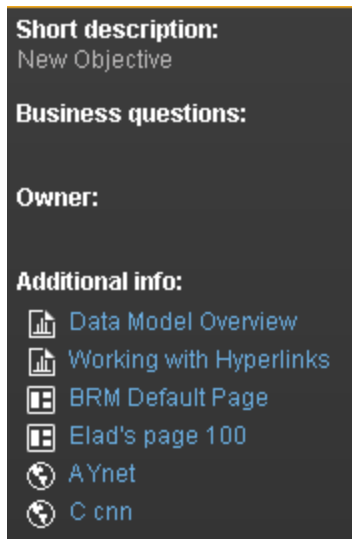 Short description:
New Objective
Business questions:
Owner:
Additional info:
Data Model Overview
Working with Hyperlinks
BRM Default Page
Elad's page 100
AYnet
C cnn